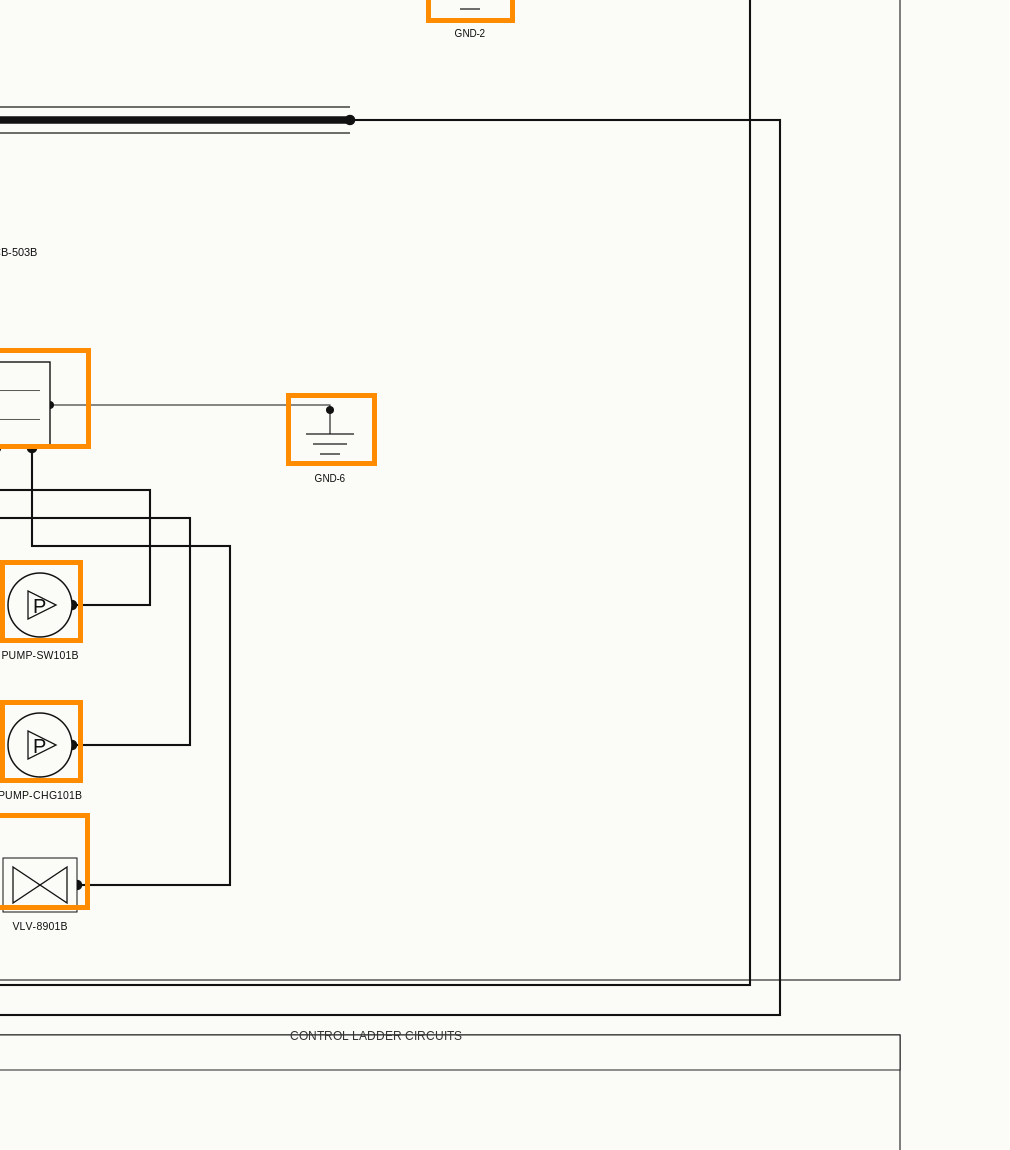 GND-2
B-503B
GND-6
P
PUMP-SW101B
P
PUMP-CHG101B
VLV-8901B
CONTROL LADDER CIRCUITS